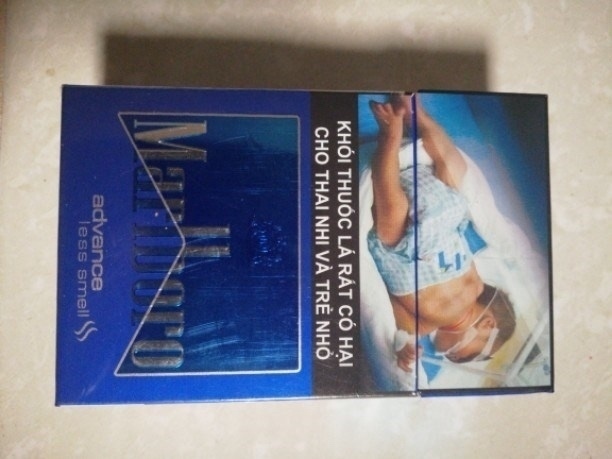 Marlboro
advance
less smell
KHÓI THUỐC LÁ RẤT CÓ HẠI
CHO THAI NHI VÀ TRẺ NHỎ